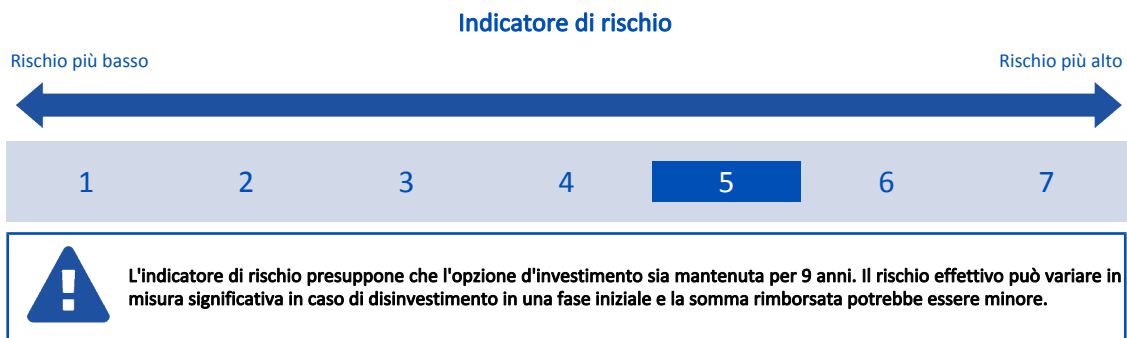 Indicatore di rischio
Rischio più basso
Rischio più alto
1 2 3 4 5 6 7
L'indicatore di rischio presuppone che l'opzione d'investimento sia mantenuta per 9 anni. Il rischio effettivo può variare in
misura significativa in caso di disinvestimento in una fase iniziale e la somma rimborsata potrebbe essere minore.